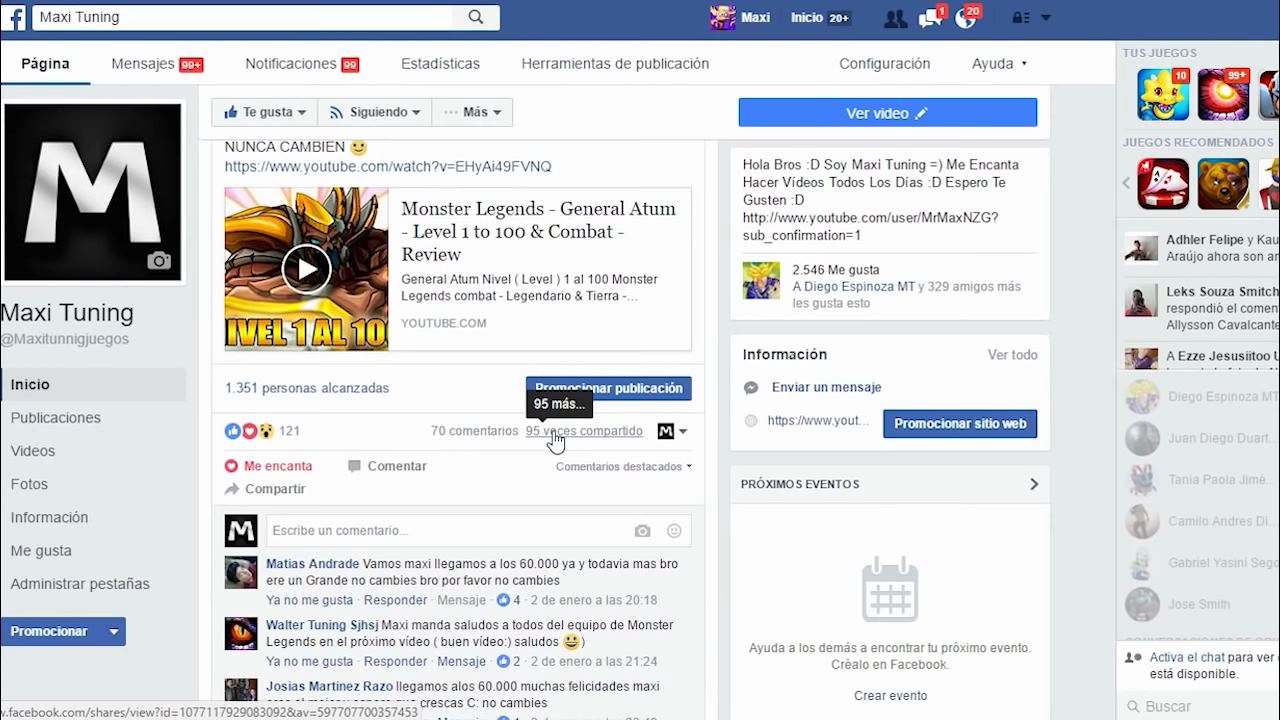 f
Maxi Tuning
Maxi
Inicio 20+
1
20
Página
Mensajes 99+
Notificaciones 99
Estadísticas
Herramientas de publicación
Configuración
Ayuda
M
Maxi Tuning
@Maxitunnigjuegos
Inicio
Publicaciones
Videos
Fotos
Información
Me gusta
Administrar pestañas
Promocionar
Te gusta
Siguiendo
Más
Ver video
NUNCA CAMBIEN
https://www.youtube.com/watch?v=EHyAi49FVNQ
NIVEL 1 AL 10
Monster Legends - General Atum
- Level 1 to 100 & Combat -
Review
General Atum Nivel ( Level ) 1 al 100 Monster
Legends combat - Legendario & Tierra -...
YOUTUBE.COM
1.351 personas alcanzadas
Promocionar publicación
95 más...
121
70 comentarios
95 veces compartido
M
Me encanta
Comentar
Comentarios destacados
Compartir
M
Escribe un comentario...
Matias Andrade Vamos maxi llegamos a los 60.000 ya y todavia mas bro
ere un Grande no cambies bro por favor no cambies
Ya no me gusta · Responder · Mensaje · 4 · 2 de enero a las 20:18
Walter Tuning Sjhsj Maxi manda saludos a todos del equipo de Monster
Legends en el pròximo vídeo ( buen vídeo:) saludos )
Ya no me gusta · Responder · Mensaje · 2 · 2 de enero a las 21:24
Josias Martinez Razo llegamos alos 60.000 muchas felicidades maxi
crescas C: no cambies
w.facebook.com/shares/view?id=1077117929083092&av=597707700357453
Hola Bros :D Soy Maxi Tuning =) Me Encanta
Hacer Vídeos Todos Los Días :D Espero Te
Gusten :D
http://www.youtube.com/user/MrMaxNZG?
sub_confirmation=1
2.546 Me gusta
A Diego Espinoza MT y 329 amigos más
les gusta esto
Información
Ver todo
Enviar un mensaje
https://www.yout...
Promocionar sitio web
PRÓXIMOS EVENTOS
Ayuda a los demás a encontrar tu próximo evento.
Créalo en Facebook.
Crear evento
TUS JUEGOS
10
99+
JUEGOS RECOMENDADOS
Adhler Felipe y Kau
Araújo ahora son ar
Leks Souza Smitch
respondió el comen
Allysson Cavalcante
A Ezze Jesusiitoo L
Diego Espinoza MT
Juan Diego Duart...
Tania Paola Jimé...
Camilo Andres Di...
Gabriel Yasini Sego
Jose Smith
Activa el chat para ver
está disponible.
Buscar